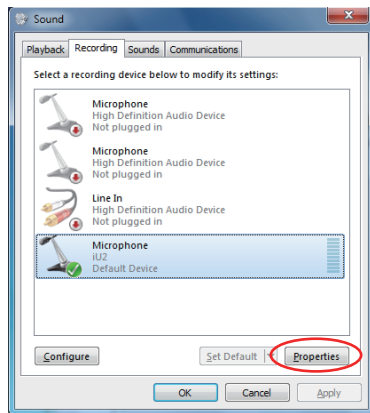 Sound
Playback Recording Sounds Communications
Select a recording device below to modify its settings:
Microphone
High Definition Audio Device
Not plugged in
Microphone
High Definition Audio Device
Not plugged in
Line In
High Definition Audio Device
Not plugged in
Microphone
iU2
Default Device
Configure Set Default Properties
OK Cancel Apply